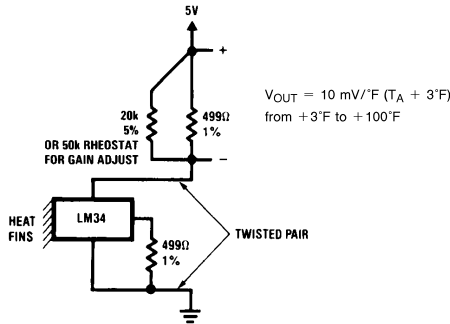 5V
+
20k
5%
499Ω
1%
OR 50k RHEOSTAT
FOR GAIN ADJUST
−
VOUT = 10 mV/°F (TA + 3°F)
from +3°F to +100°F
HEAT
FINS
LM34
499Ω
1%
TWISTED PAIR